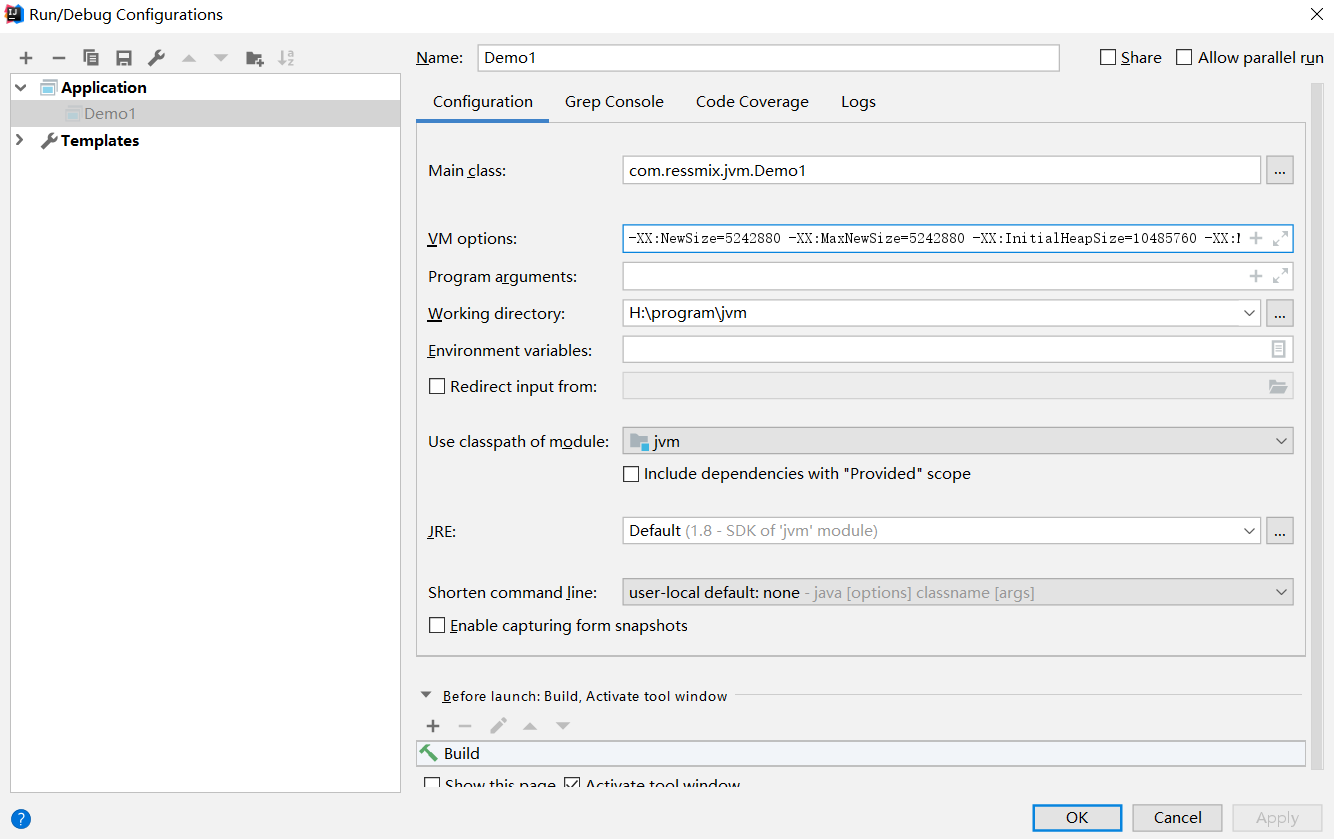 Run/Debug Configurations
Application
Demo1
Templates
Name: Demo1 Share Allow parallel run
Configuration Grep Console Code Coverage Logs
Main class: com.ressmix.jvm.Demo1 ...
VM options: -XX:NewSize=5242880 -XX:MaxNewSize=5242880 -XX:InitialHeapSize=10485760 -XX:M
Program arguments:
Working directory: H:\program\jvm ...
Environment variables:
Redirect input from:
Use classpath of module: jvm
Include dependencies with "Provided" scope
JRE: Default (1.8 - SDK of 'jvm' module) ...
Shorten command line: user-local default: none - java [options] classname [args]
Enable capturing form snapshots
Before launch: Build, Activate tool window
Build
Show this page Activate tool window
? OK Cancel Apply